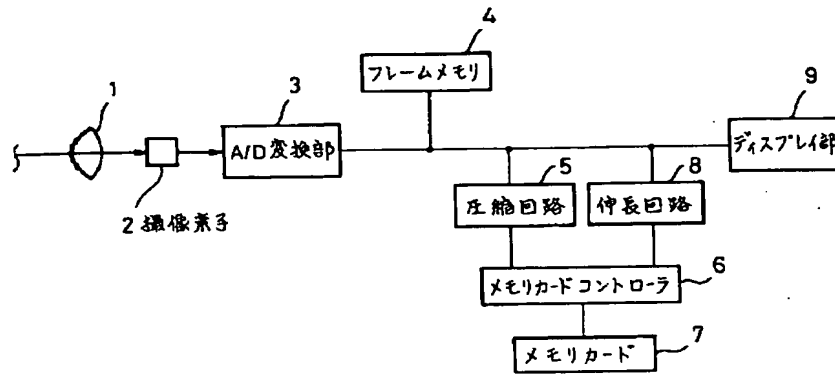 4
フレームメモリ
1
3
9
A/D変換部
ディスプレイ部
2 撮像素子
5
8
圧縮回路
伸長回路
6
メモリカードコントローラ
7
メモリカード